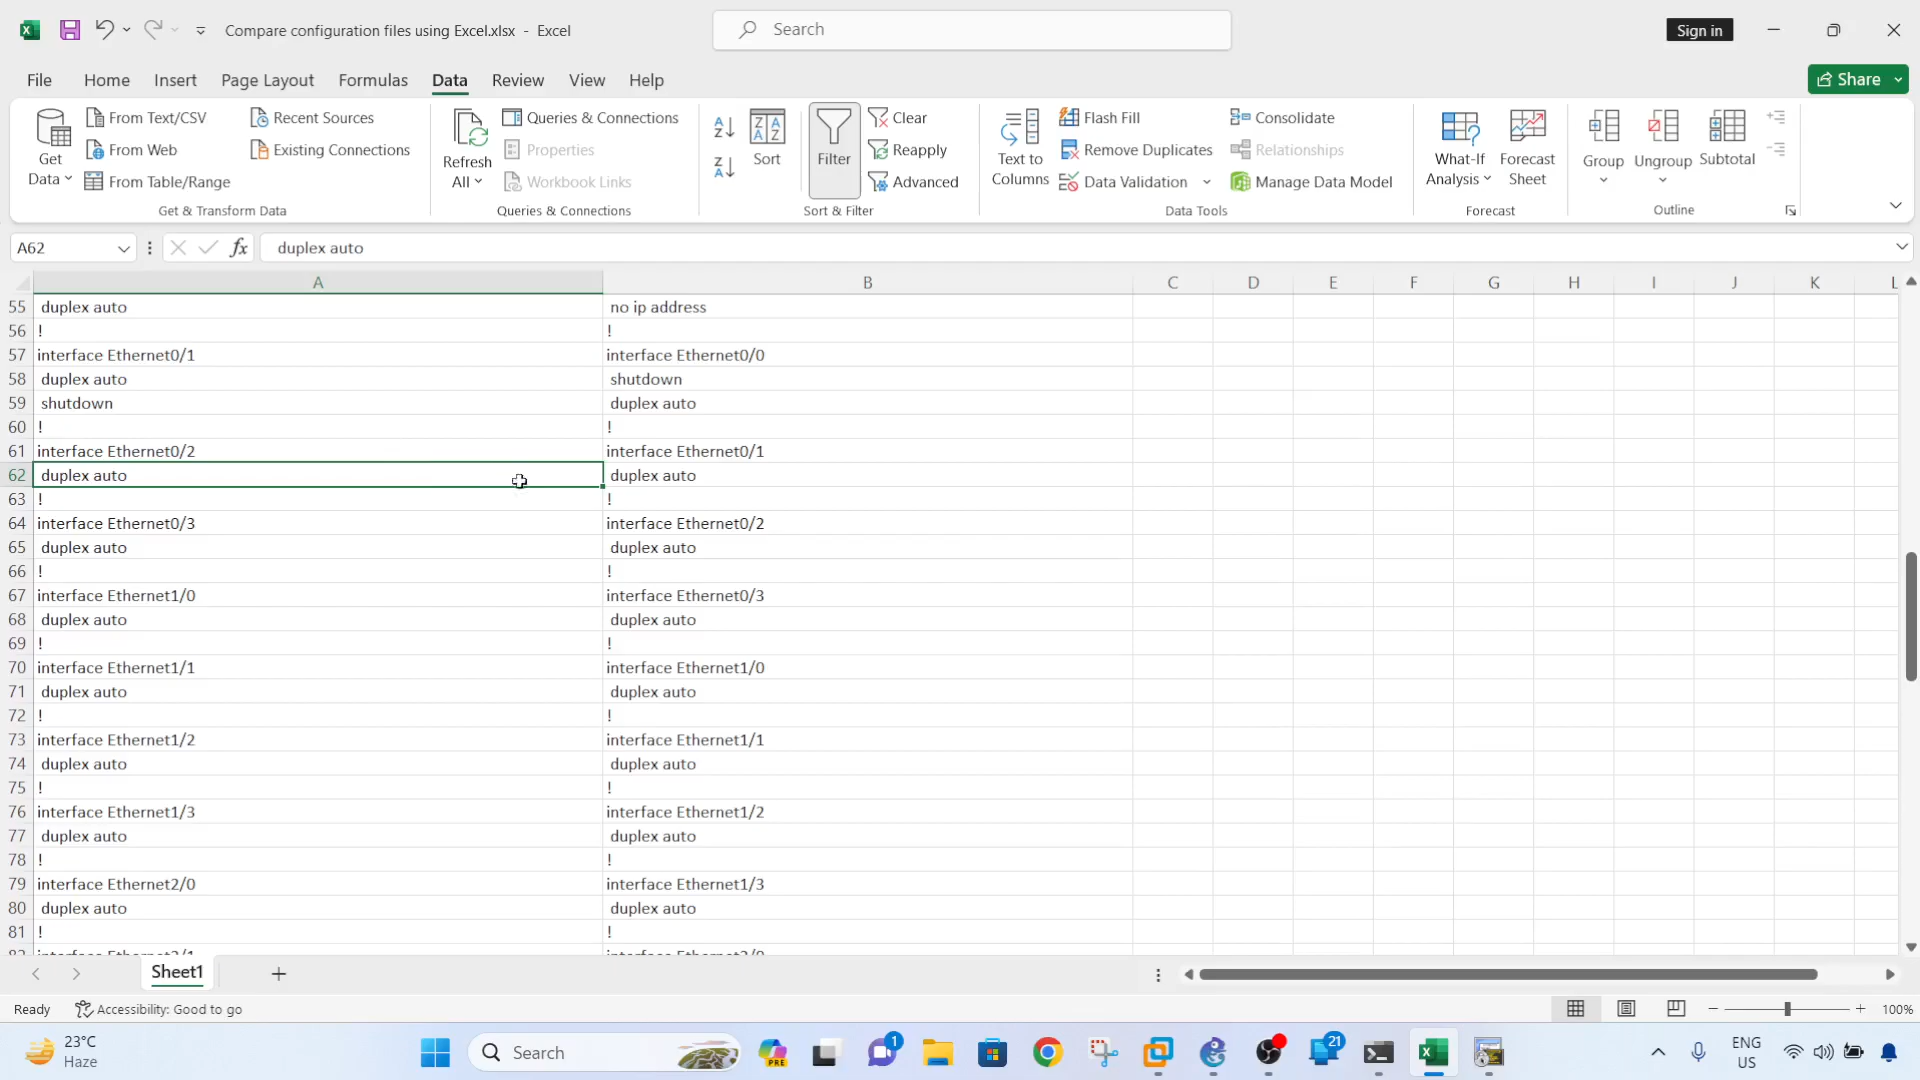 Compare configuration files using Excel.xlsx - Excel
Search
Sign in
File Home Insert Page Layout Formulas Data Review View Help
Share
Get Data
From Text/CSV
From Web
From Table/Range
Recent Sources
Existing Connections
Get & Transform Data
Refresh All
Queries & Connections
Properties
Workbook Links
Queries & Connections
Sort
Filter
Clear
Reapply
Advanced
Sort & Filter
Text to Columns
Flash Fill
Remove Duplicates
Data Validation
Consolidate
Relationships
Manage Data Model
Data Tools
What-If Analysis
Forecast Sheet
Forecast
Group
Ungroup
Subtotal
Outline
A62 fx duplex auto
A B C D E F G H I J K L
55 duplex auto no ip address
56 ! !
57 interface Ethernet0/1 interface Ethernet0/0
58 duplex auto shutdown
59 shutdown duplex auto
60 ! !
61 interface Ethernet0/2 interface Ethernet0/1
62 duplex auto duplex auto
63 ! !
64 interface Ethernet0/3 interface Ethernet0/2
65 duplex auto duplex auto
66 ! !
67 interface Ethernet1/0 interface Ethernet0/3
68 duplex auto duplex auto
69 ! !
70 interface Ethernet1/1 interface Ethernet1/0
71 duplex auto duplex auto
72 ! !
73 interface Ethernet1/2 interface Ethernet1/1
74 duplex auto duplex auto
75 ! !
76 interface Ethernet1/3 interface Ethernet1/2
77 duplex auto duplex auto
78 ! !
79 interface Ethernet2/0 interface Ethernet1/3
80 duplex auto duplex auto
81 ! !
82 interface Ethernet2/1 interface Ethernet2/0
Sheet1
Ready Accessibility: Good to go 100%
23°C
Haze
Search
PRE
1
21
ENG
US